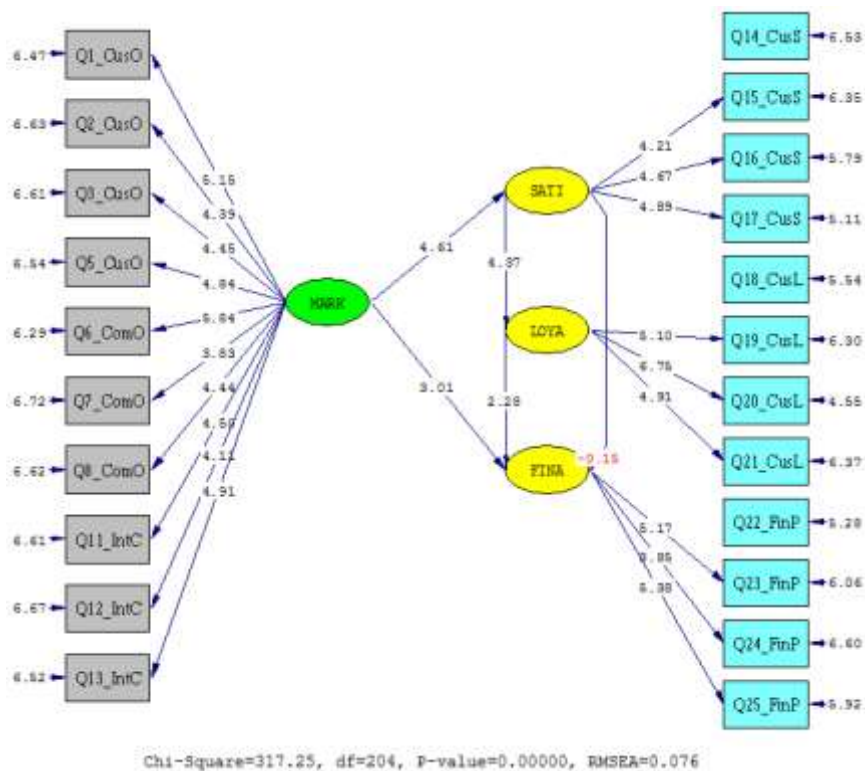 6.47 Q1_CusO
6.63 Q2_CusO
6.61 Q3_CusO
6.54 Q5_CusO
6.29 Q6_ComO
6.72 Q7_ComO
6.62 Q8_ComO
6.61 Q11_IntC
6.67 Q12_IntC
6.52 Q13_IntC
5.15
4.39
4.45
4.84
3.83
4.44
4.11
4.91
MARK
4.61
3.01
SATI
4.37
LOYA
2.28
FINA
-0.15
4.21
4.67
4.89
5.10
6.75
4.91
5.17
5.38
Q14_CusS 6.53
Q15_CusS 6.35
Q16_CusS 5.79
Q17_CusS 5.11
Q18_CusL 5.54
Q19_CusL 6.30
Q20_CusL 4.55
Q21_CusL 6.37
Q22_FinP 5.28
Q23_FinP 6.06
Q24_FinP 6.60
Q25_FinP 5.92
Chi-Square=317.25, df=204, P-value=0.00000, RMSEA=0.076